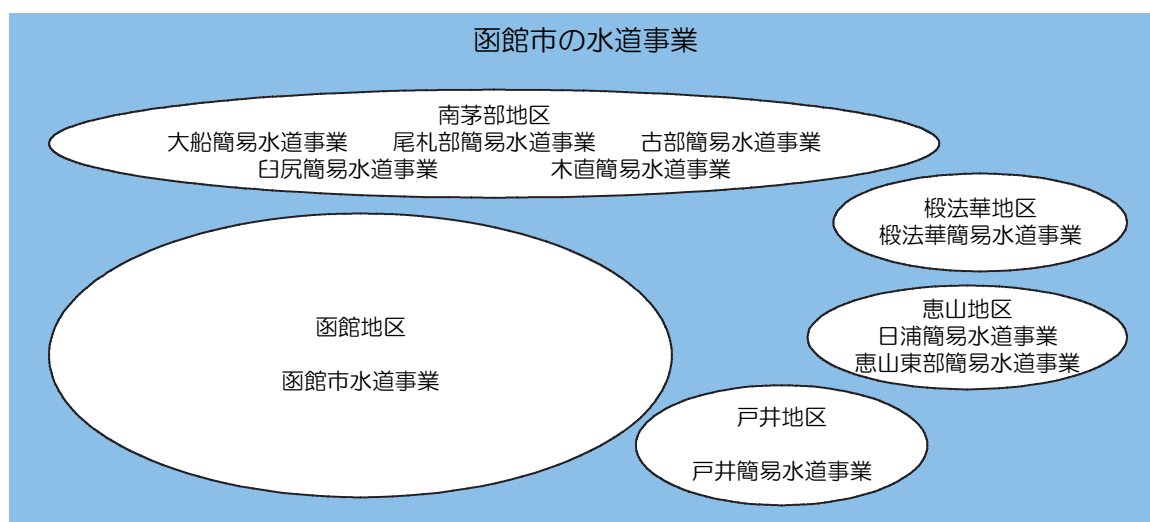 函館市の水道事業
南茅部地区
大船簡易水道事業　尾札部簡易水道事業　古部簡易水道事業
臼尻簡易水道事業　木直簡易水道事業
椴法華地区
椴法華簡易水道事業
恵山地区
日浦簡易水道事業
恵山東部簡易水道事業
函館地区
函館市水道事業
戸井地区
戸井簡易水道事業